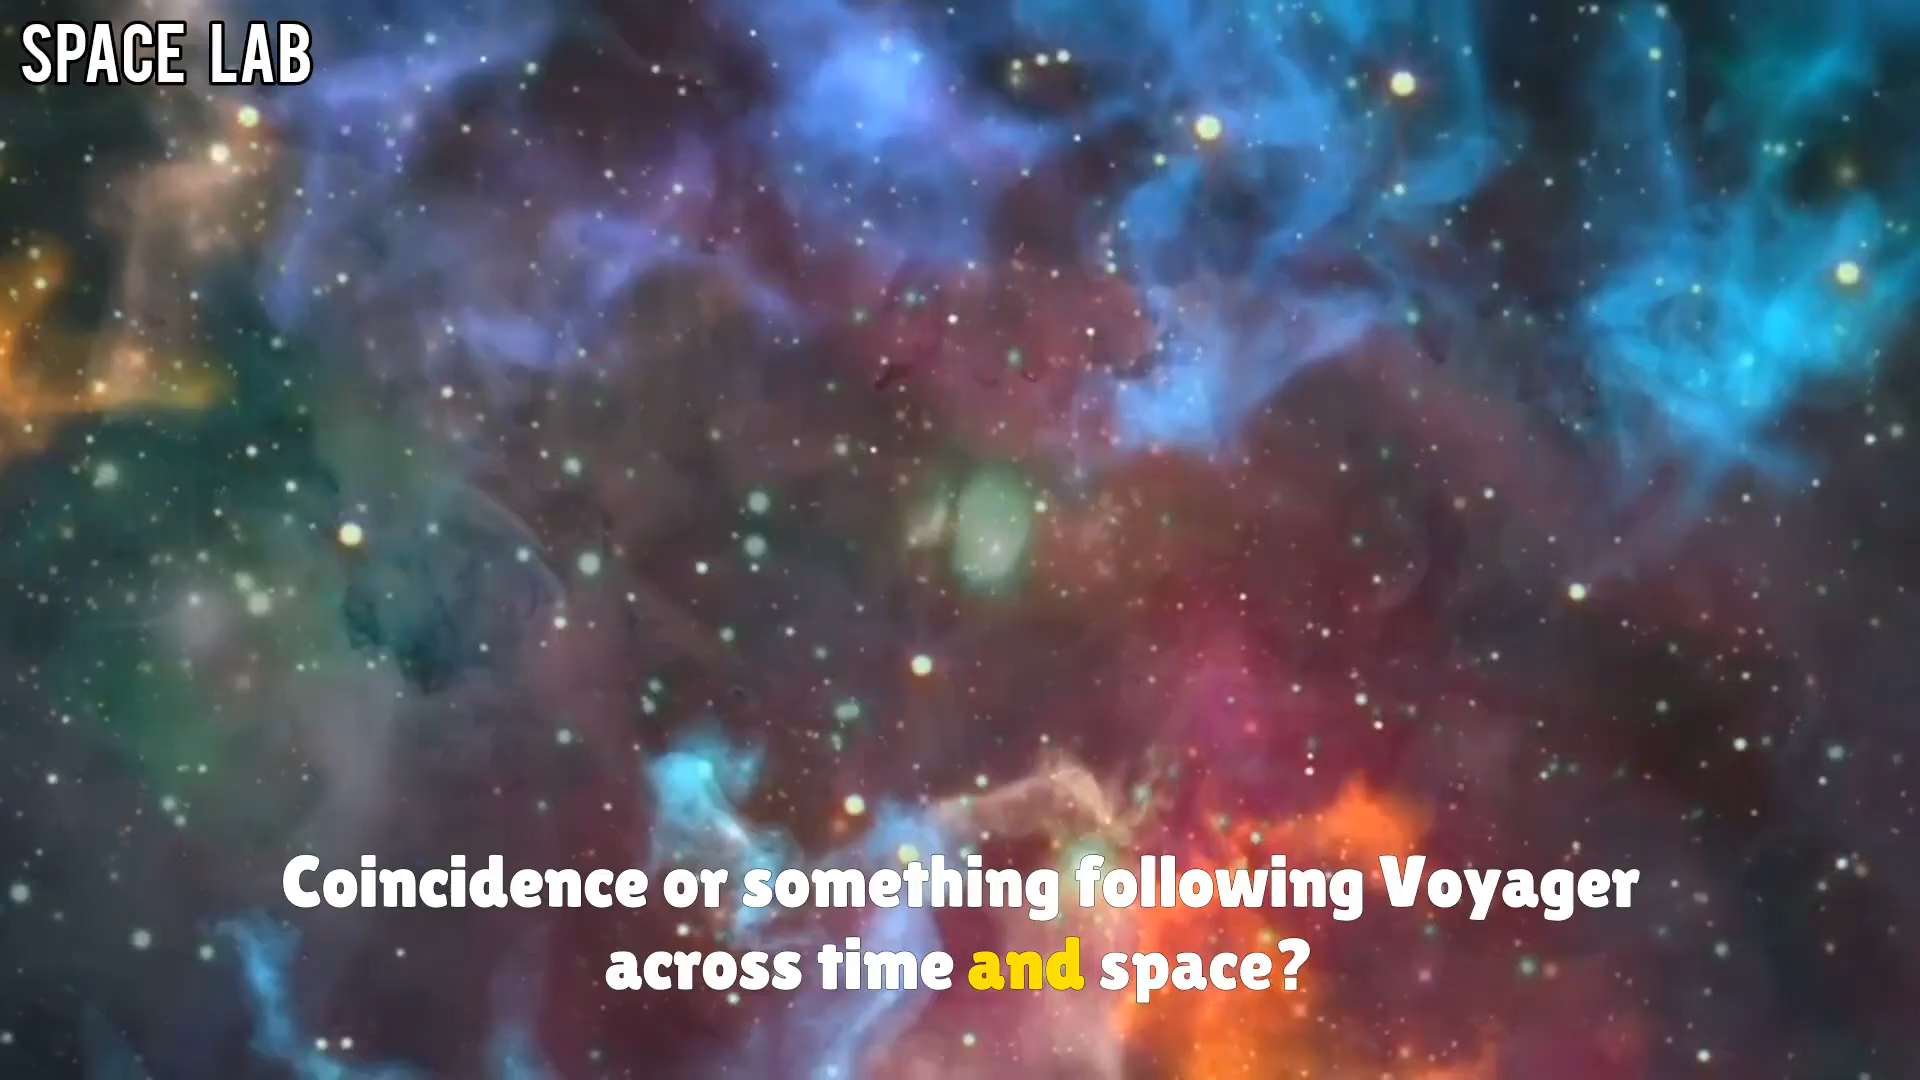 SPACE LAB
Coincidence or something following Voyager
across time and space?